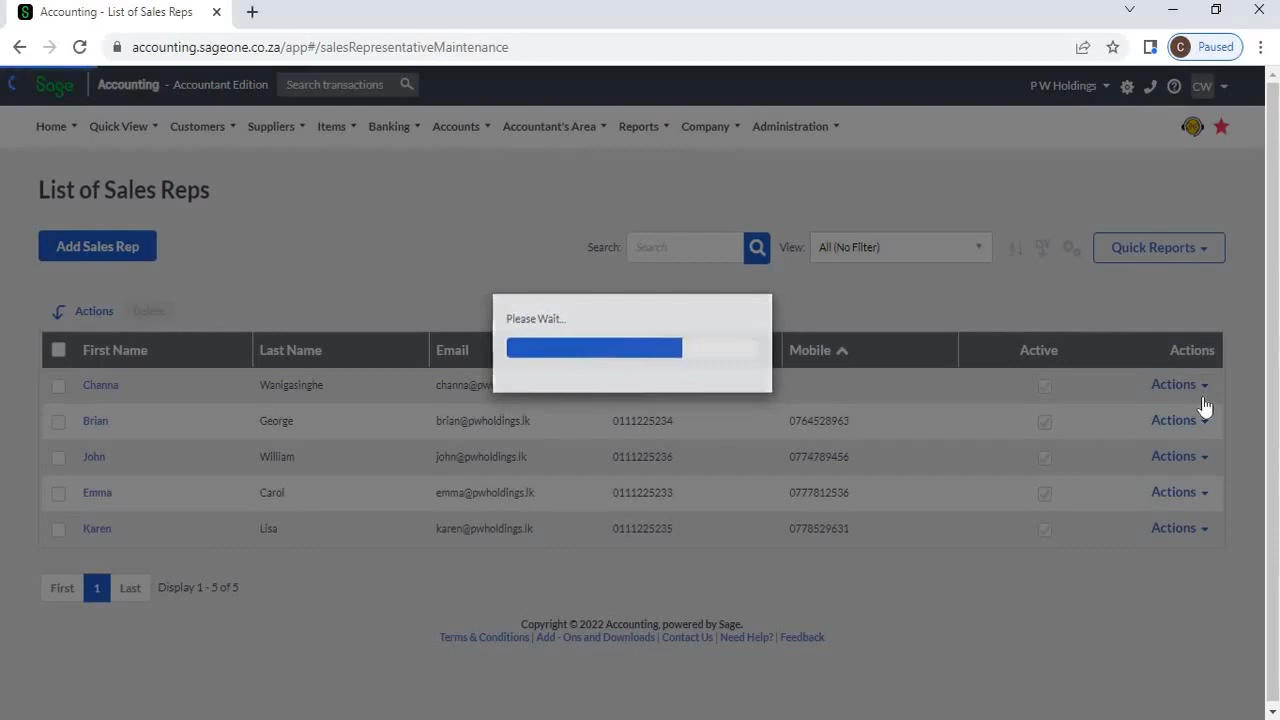 Accounting - List of Sales Reps
accounting.sageone.co.za/app#/salesRepresentativeMaintenance
C Paused
Sage Accounting - Accountant Edition Search transactions P W Holdings CW
Home Quick View Customers Suppliers Items Banking Accounts Accountant's Area Reports Company Administration
List of Sales Reps
Add Sales Rep Search: Search View: All (No Filter) Quick Reports
Actions Delete
Please Wait...
First Name Last Name Email Mobile Active Actions
Channa Wanigasinghe channa@pw Actions
Brian George brian@pwholdings.lk 0111225234 0764528963 Actions
John William john@pwholdings.lk 0111225236 0774789456 Actions
Emma Carol emma@pwholdings.lk 0111225233 0777812536 Actions
Karen Lisa karen@pwholdings.lk 0111225235 0778529631 Actions
First 1 Last Display 1 - 5 of 5
Copyright © 2022 Accounting, powered by Sage.
Terms & Conditions | Add - Ons and Downloads | Contact Us | Need Help? | Feedback